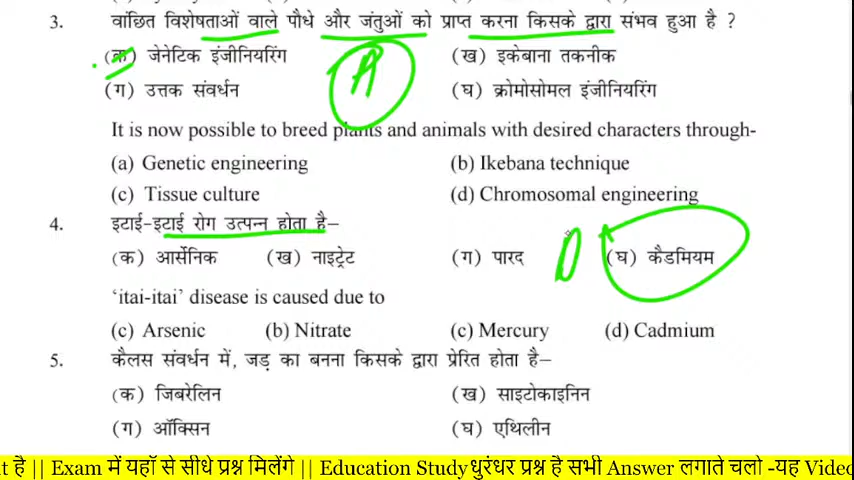 3. वांछित विशेषताओं वाले पौधे और जंतुओं को प्राप्त करना किसके द्वारा संभव हुआ है ?
(क) जेनेटिक इंजीनियरिंग (ख) इकेबाना तकनीक
(ग) उत्तक संवर्धन (घ) क्रोमोसोमल इंजीनियरिंग
A
It is now possible to breed plants and animals with desired characters through-
(a) Genetic engineering (b) Ikebana technique
(c) Tissue culture (d) Chromosomal engineering
4. इटाई-इटाई रोग उत्पन्न होता है–
(क) आर्सेनिक (ख) नाइट्रेट (ग) पारद D (घ) कैडमियम
‘itai-itai’ disease is caused due to
(c) Arsenic (b) Nitrate (c) Mercury (d) Cadmium
5. कैलस संवर्धन में, जड़ का बनना किसके द्वारा प्रेरित होता है–
(क) जिबरेलिन (ख) साइटोकाइनिन
(ग) ऑक्सिन (घ) एथिलीन
t है || Exam में यहाँ से सीधे प्रश्न मिलेंगे || Education Study धुरंधर प्रश्न है सभी Answer लगाते चलो -यह Video